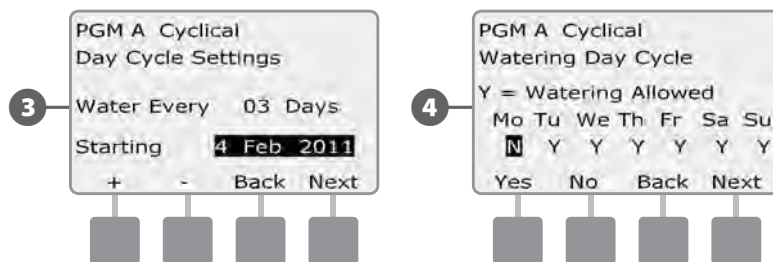 3
PGM A Cyclical
Day Cycle Settings
Water Every 03 Days
Starting 4 Feb 2011
+ - Back Next
4
PGM A Cyclical
Watering Day Cycle
Y = Watering Allowed
Mo Tu We Th Fr Sa Su
N Y Y Y Y Y Y
Yes No Back Next